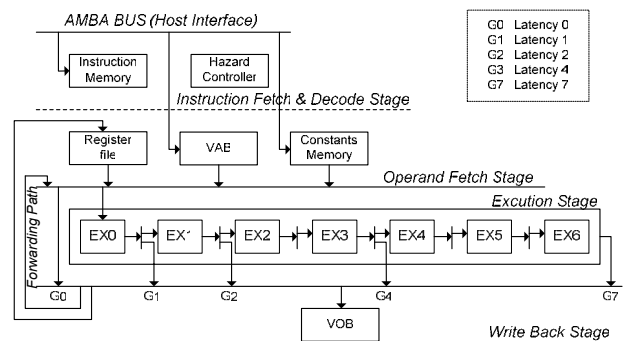 AMBA BUS (Host Interface)
G0 Latency 0
G1 Latency 1
G2 Latency 2
G3 Latency 4
G7 Latency 7
Instruction
Memory
Hazard
Controller
Instruction Fetch & Decode Stage
Register
file
VAB
Constants
Memory
Operand Fetch Stage
Excution Stage
Forwarding Path
EX0
EX1
EX2
EX3
EX4
EX5
EX6
G0
G1
G2
G4
G7
VOB
Write Back Stage